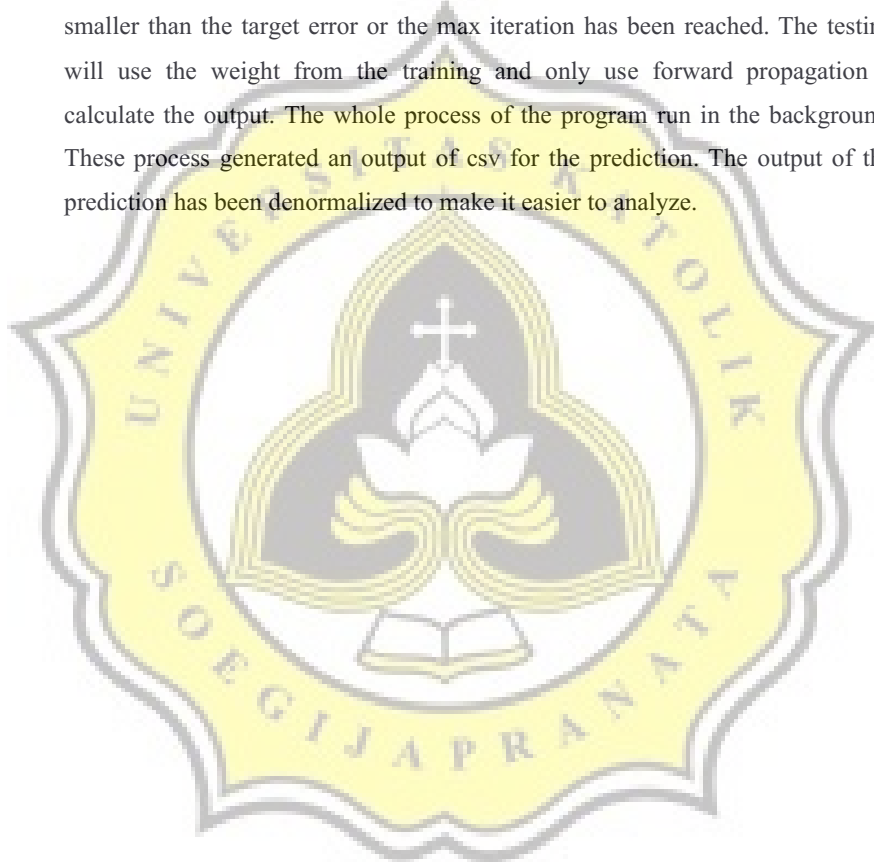 smaller than the target error or the max iteration has been reached. The testin
will use the weight from the training and only use forward propagation
calculate the output. The whole process of the program run in the backgroun
These process generated an output of csv for the prediction. The output of th
prediction has been denormalized to make it easier to analyze.
UNIVERSITAS KATOLIK
SOEGIJAPRANATA